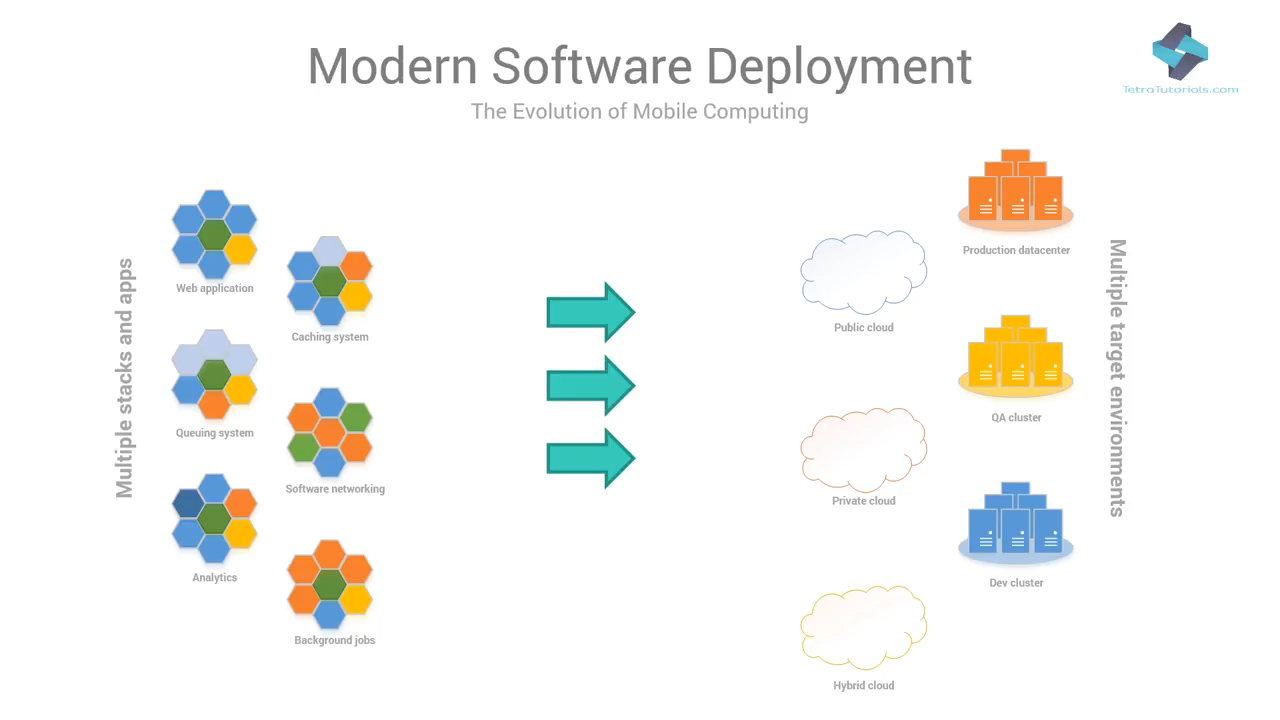 Modern Software Deployment
The Evolution of Mobile Computing
TetraTutorials.com
Multiple stacks and apps
Web application
Caching system
Queuing system
Software networking
Analytics
Background jobs
Public cloud
Private cloud
Hybrid cloud
Production datacenter
QA cluster
Dev cluster
Multiple target environments